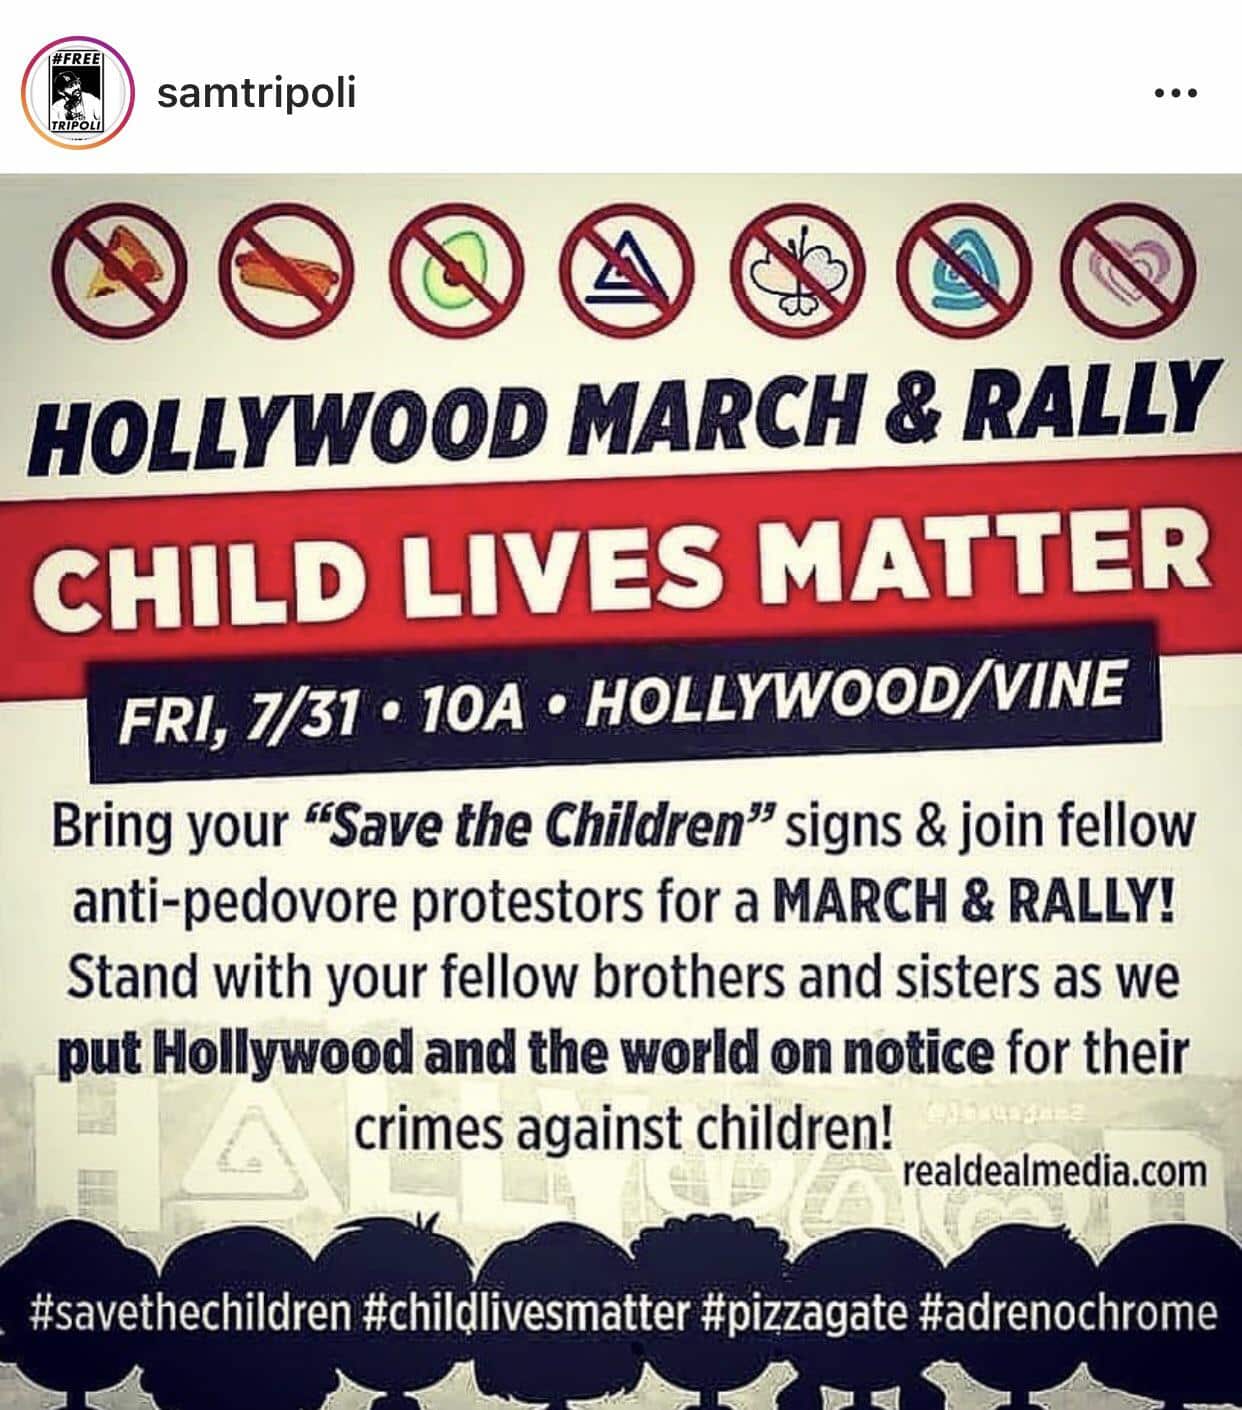 #FREE
TRIPOLI
samtripoli
HOLLYWOOD MARCH & RALLY
CHILD LIVES MATTER
FRI, 7/31 • 10A • HOLLYWOOD/VINE
Bring your “Save the Children” signs & join fellow
anti-pedovore protestors for a MARCH & RALLY!
Stand with your fellow brothers and sisters as we
put Hollywood and the world on notice for their
crimes against children!
realdealmedia.com
#savethechildren #childlivesmatter #pizzagate #adrenochrome